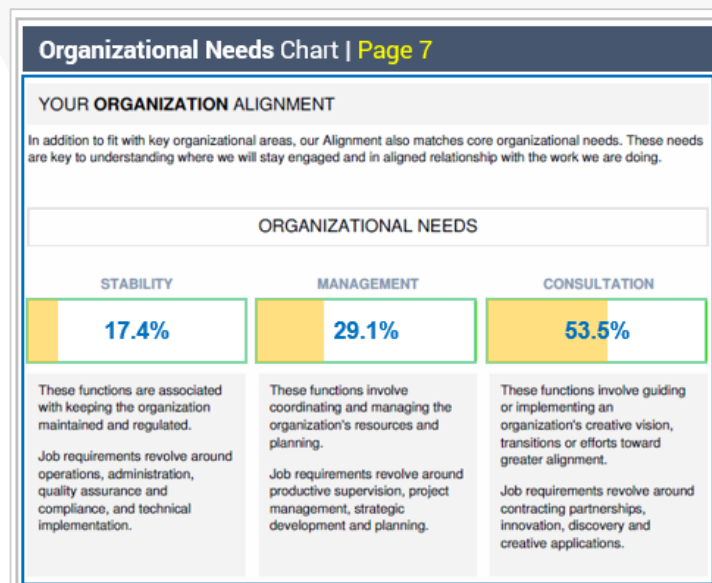 Organizational Needs Chart | Page 7
YOUR ORGANIZATION ALIGNMENT
In addition to fit with key organizational areas, our Alignment also matches core organizational needs. These needs
are key to understanding where we will stay engaged and in aligned relationship with the work we are doing.
ORGANIZATIONAL NEEDS
STABILITY
17.4%
These functions are associated
with keeping the organization
maintained and regulated.
Job requirements revolve around
operations, administration,
quality assurance and
compliance, and technical
implementation.
MANAGEMENT
29.1%
These functions involve
coordinating and managing the
organization's resources and
planning.
Job requirements revolve around
productive supervision, project
management, strategic
development and planning.
CONSULTATION
53.5%
These functions involve guiding
or implementing an
organization's creative vision,
transitions or efforts toward
greater alignment.
Job requirements revolve around
contracting partnerships,
innovation, discovery and
creative applications.